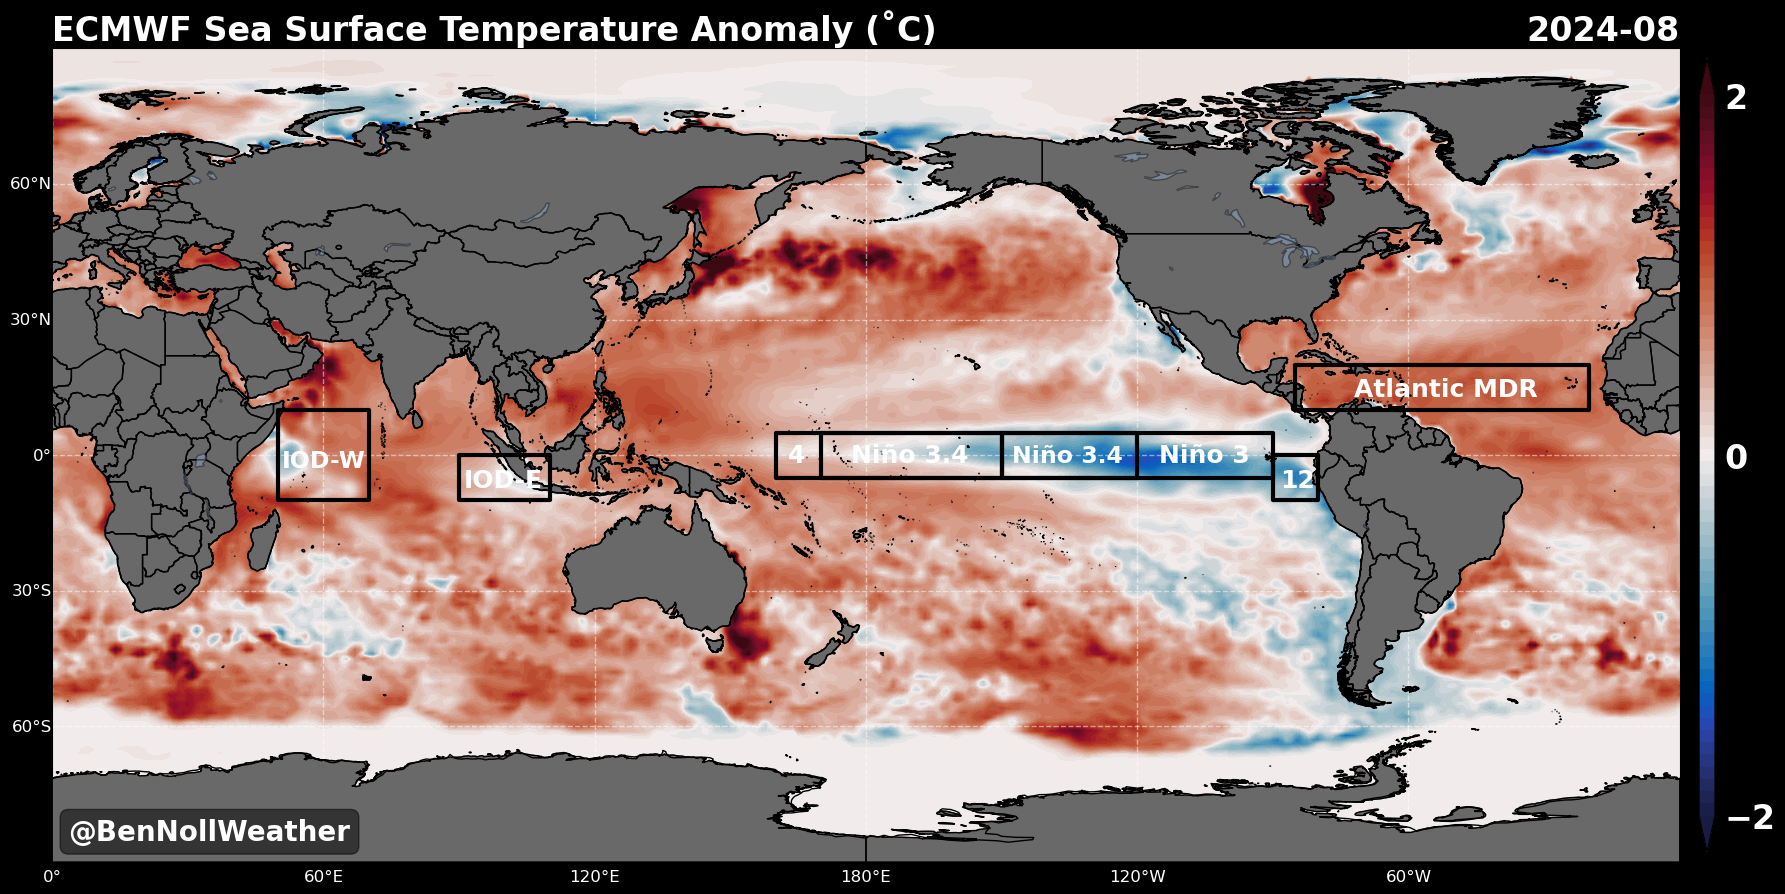 ECMWF Sea Surface Temperature Anomaly (˚C)
2024-08
2
0
−2
60°N
30°N
0°
30°S
60°S
Atlantic MDR
IOD-W
IOD-E
4
Niño 3.4
Niño 3.4
Niño 3
12
@BenNollWeather
0°
60°E
120°E
180°E
120°W
60°W